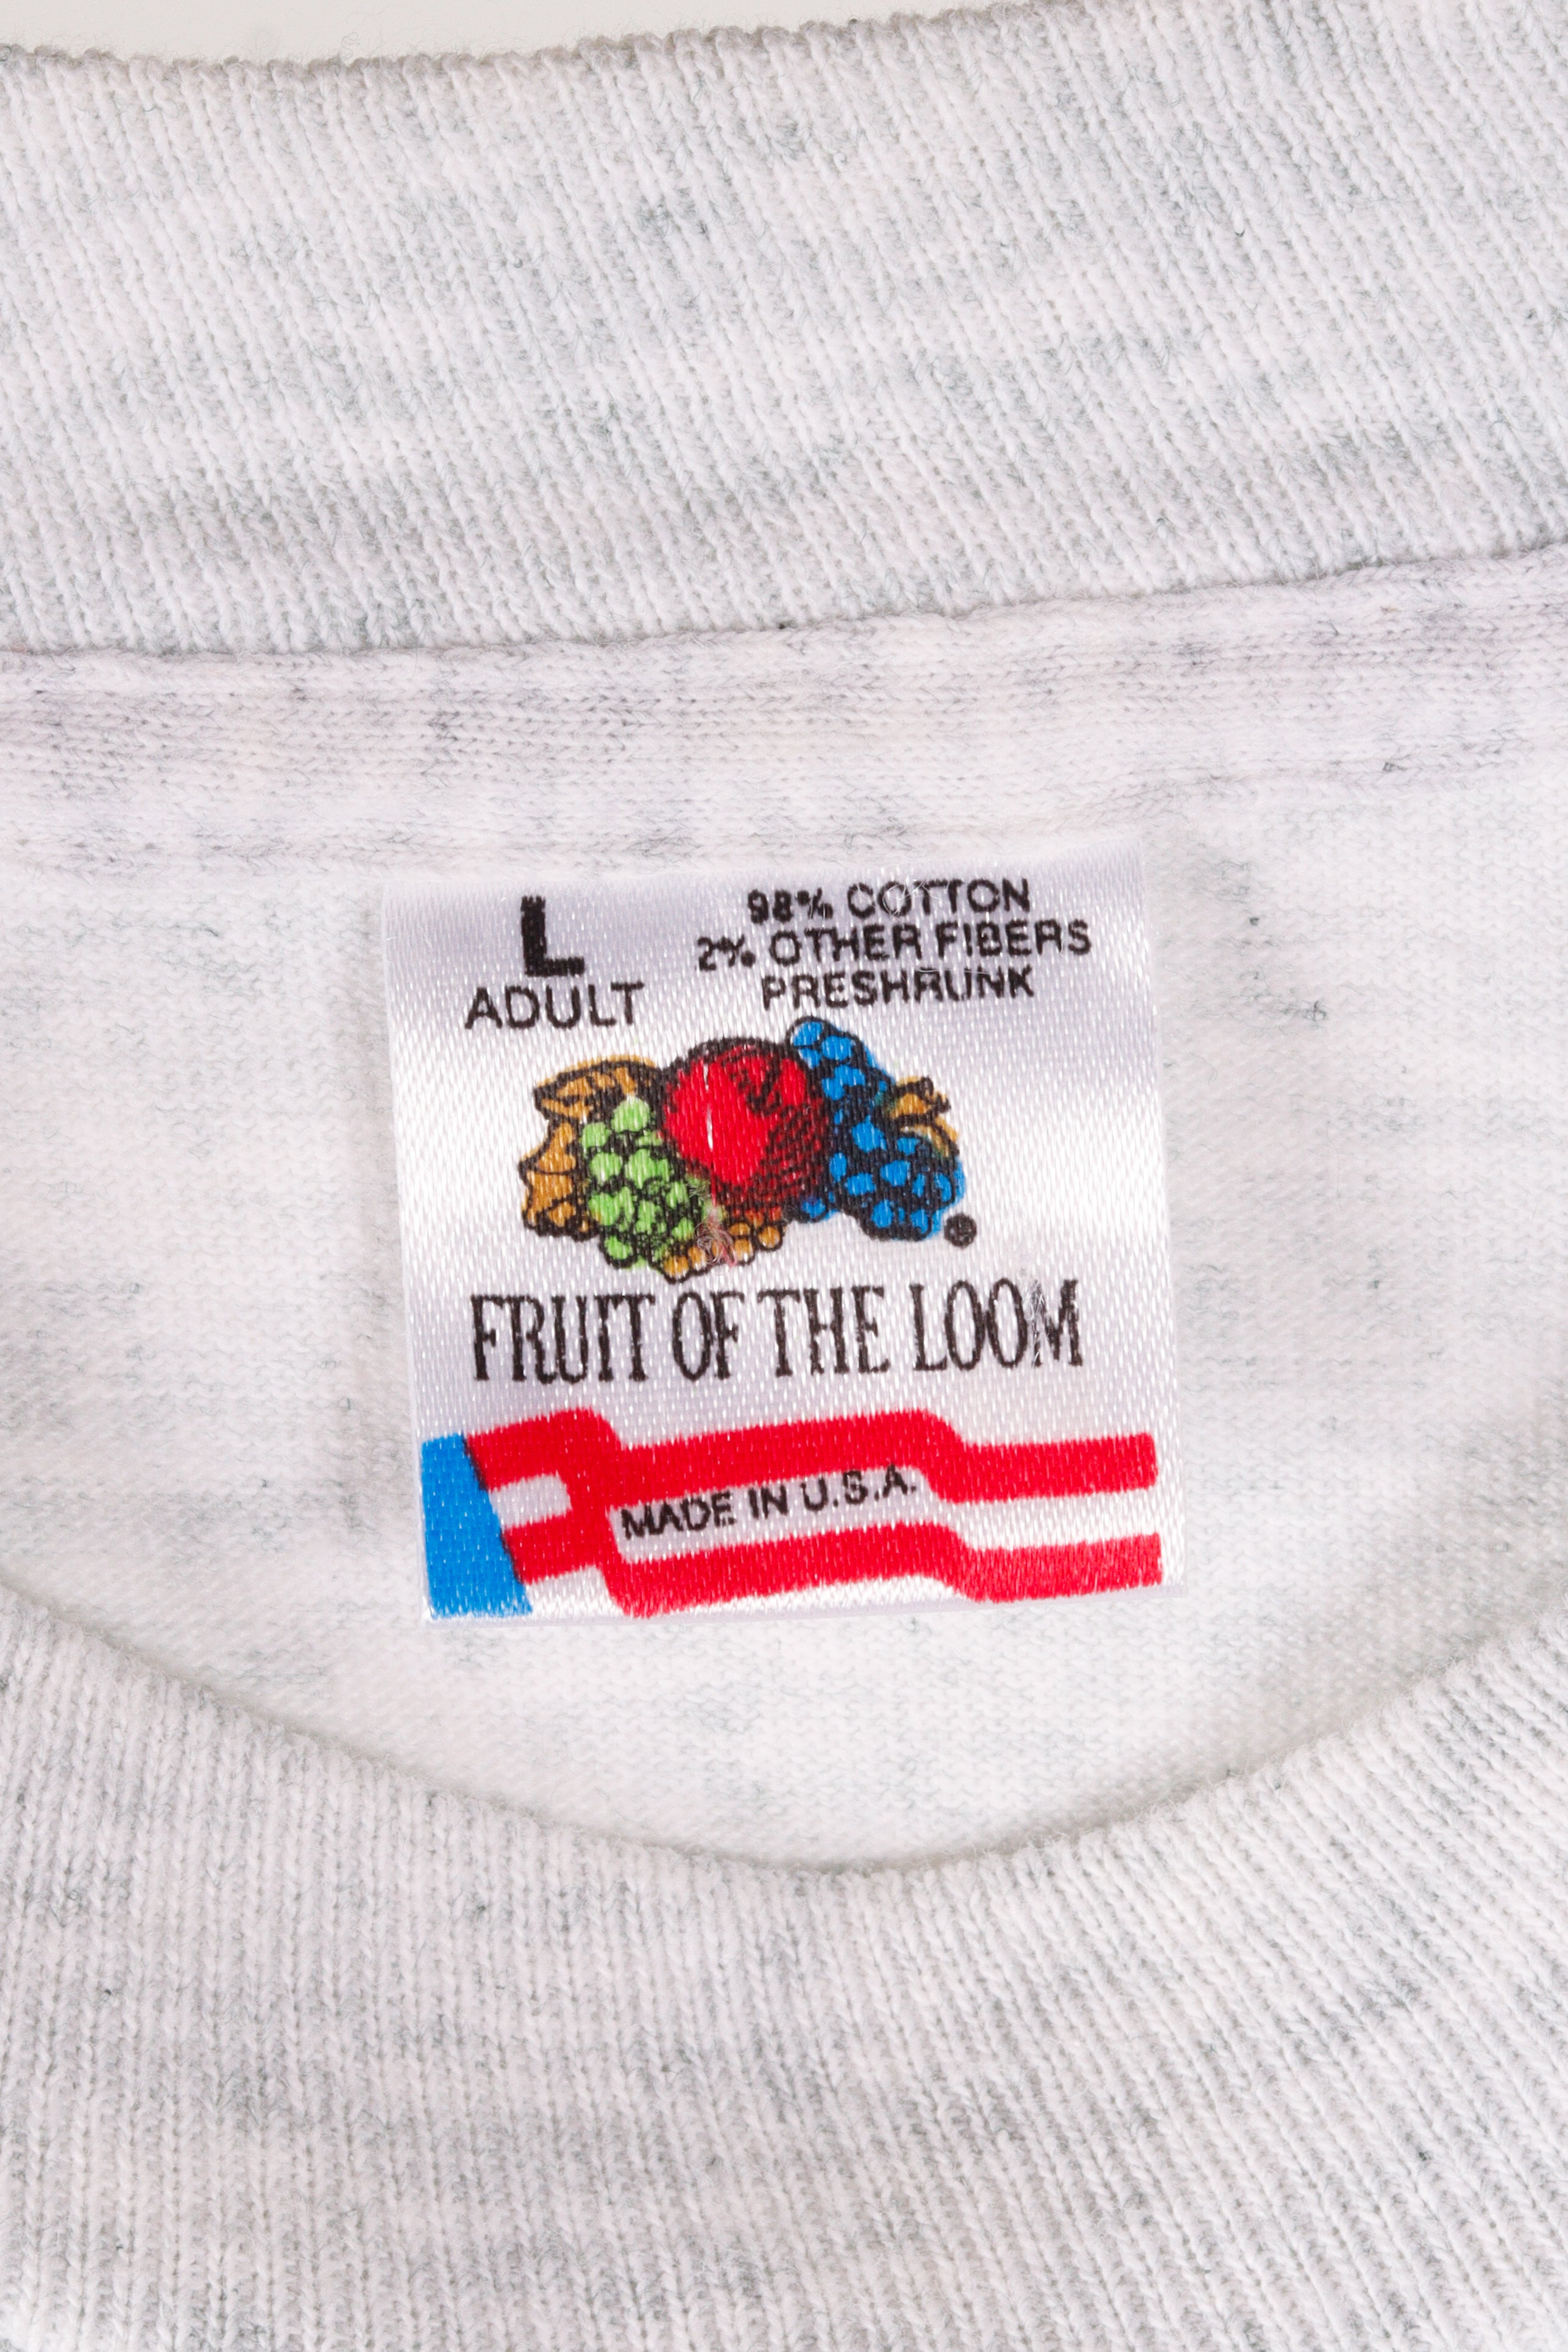 L
ADULT
98% COTTON
2% OTHER FIBERS
PRESHRUNK
®
FRUIT OF THE LOOM
MADE IN U.S.A.